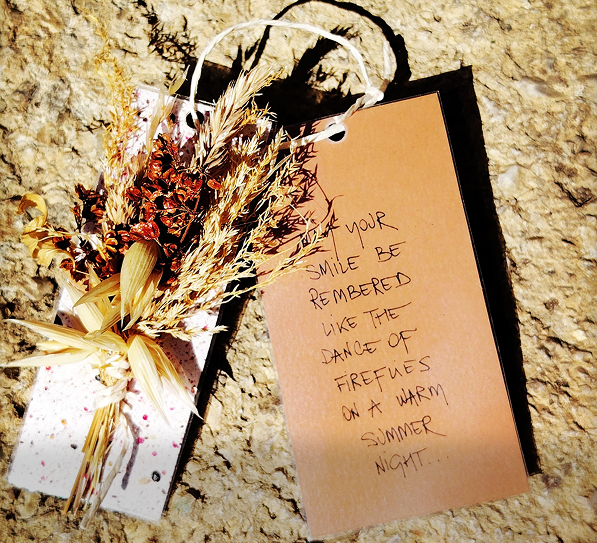 MAY YOUR
SMILE BE
REMBERED
LIKE THE
DANCE OF
FIREFLIES
ON A WARM
SUMMER
NIGHT...